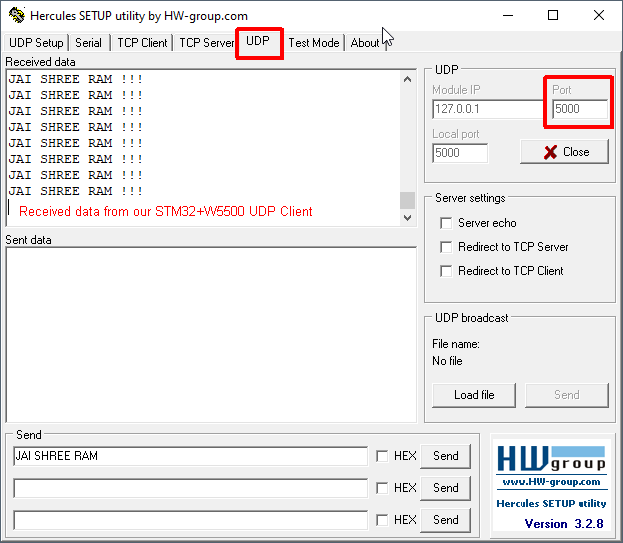 Hercules SETUP utility by HW-group.com
UDP Setup Serial TCP Client TCP Server UDP Test Mode About
Received data
JAI SHREE RAM !!!
JAI SHREE RAM !!!
JAI SHREE RAM !!!
JAI SHREE RAM !!!
JAI SHREE RAM !!!
JAI SHREE RAM !!!
JAI SHREE RAM !!!
JAI SHREE RAM !!!
Received data from our STM32+W5500 UDP Client
Sent data
UDP
Module IP Port
127.0.0.1 5000
Local port
5000 Close
Server settings
Server echo
Redirect to TCP Server
Redirect to TCP Client
UDP broadcast
File name:
No file
Load file Send
Send
JAI SHREE RAM HEX Send
HEX Send
HEX Send
HW group
www.HW-group.com
Hercules SETUP utility
Version 3.2.8